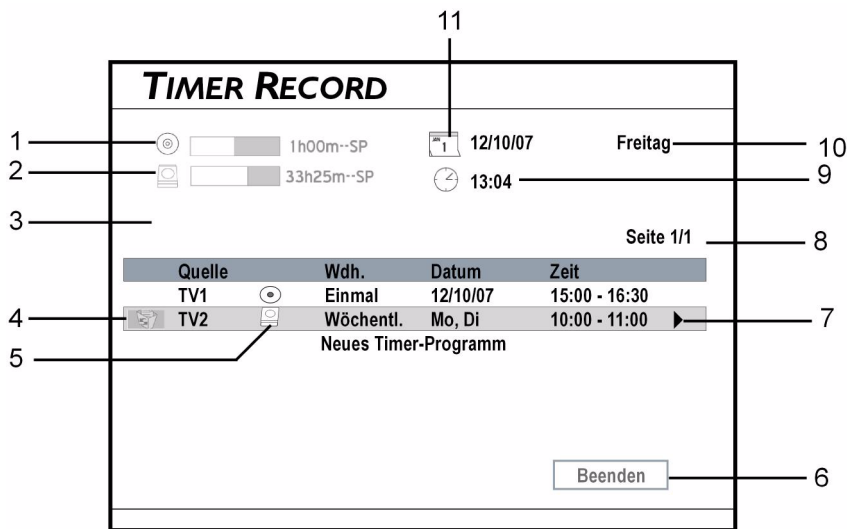 11
TIMER RECORD
1 1h00m--SP JAN 1 12/10/07 Freitag 10
2 33h25m--SP 13:04 9
3
Seite 1/1 8
Quelle Wdh. Datum Zeit
TV1 Einmal 12/10/07 15:00 - 16:30
4 TV2 Wöchentl. Mo, Di 10:00 - 11:00 7
5 Neues Timer-Programm
Beenden 6